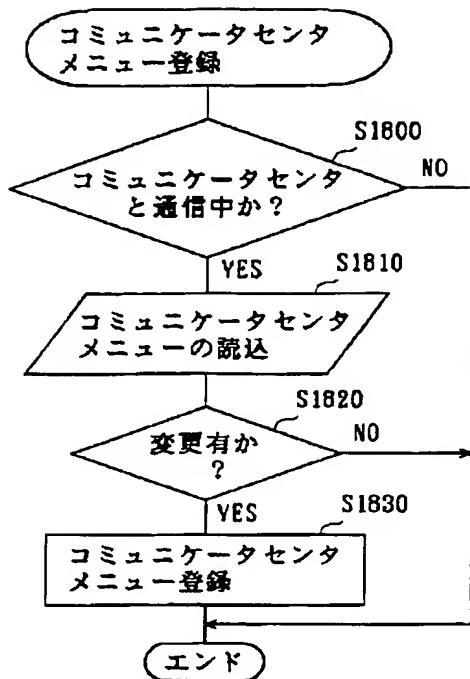 コミュニケータセンタ
メニュー登録
S1800
NO
コミュニケータセンタ
と通信中か?
YES
S1810
コミュニケータセンタ
メニューの読込
S1820
変更有か
?
NO
YES
S1830
コミュニケータセンタ
メニュー登録
エンド